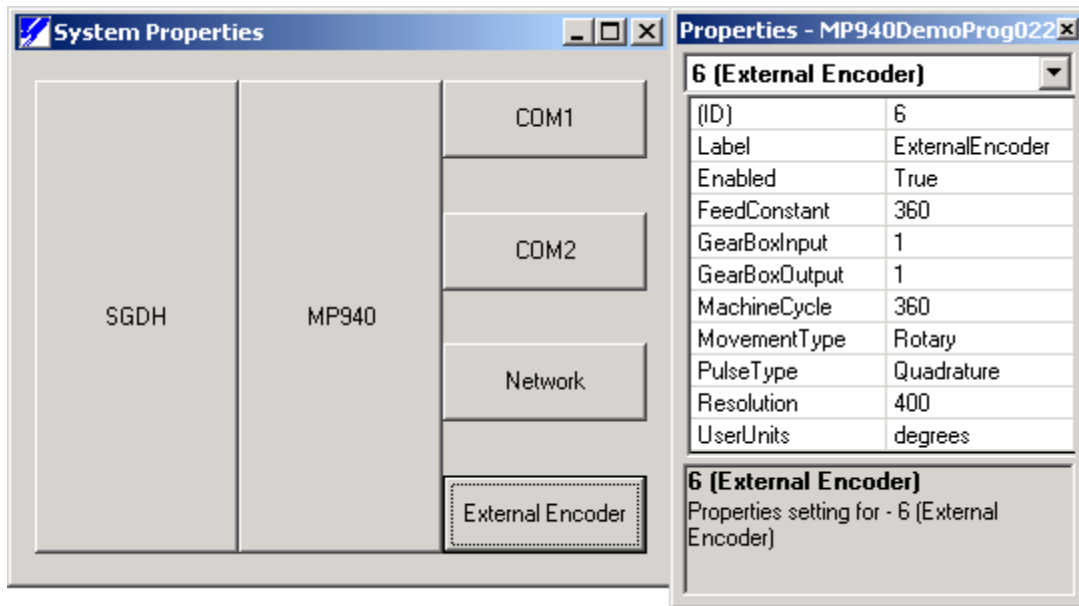 System Properties
SGDH
MP940
COM1
COM2
Network
External Encoder
Properties - MP940DemoProg022
6 (External Encoder)
(ID) 6
Label ExternalEncoder
Enabled True
FeedConstant 360
GearBoxInput 1
GearBoxOutput 1
MachineCycle 360
MovementType Rotary
PulseType Quadrature
Resolution 400
UserUnits degrees
6 (External Encoder)
Properties setting for - 6 (External
Encoder)